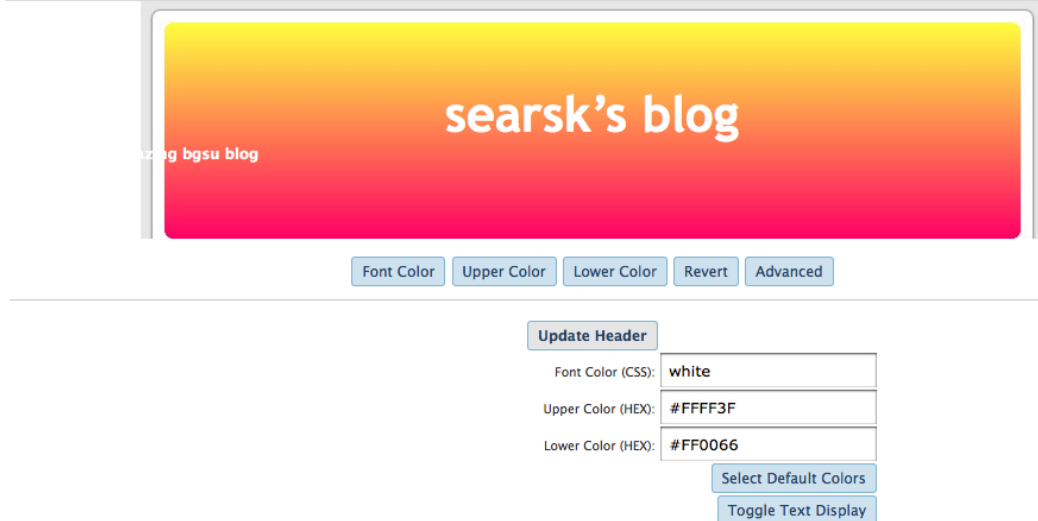 searsk’s blog
bgsu blog
Font Color Upper Color Lower Color Revert Advanced
Update Header
Font Color (CSS): white
Upper Color (HEX): #FFFF3F
Lower Color (HEX): #FF0066
Select Default Colors
Toggle Text Display